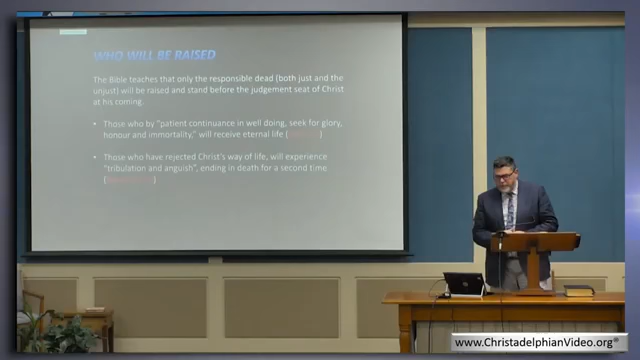 WHO WILL BE RAISED
The Bible teaches that only the responsible dead (both just and the
unjust) will be raised and stand before the judgement seat of Christ
at his coming.
• Those who by "patient continuance in well doing, seek for glory,
honour and immortality," will receive eternal life (
• Those who have rejected Christ's way of life, will experience
"tribulation and anguish", ending in death for a second time
(
www.ChristadelphianVideo.org